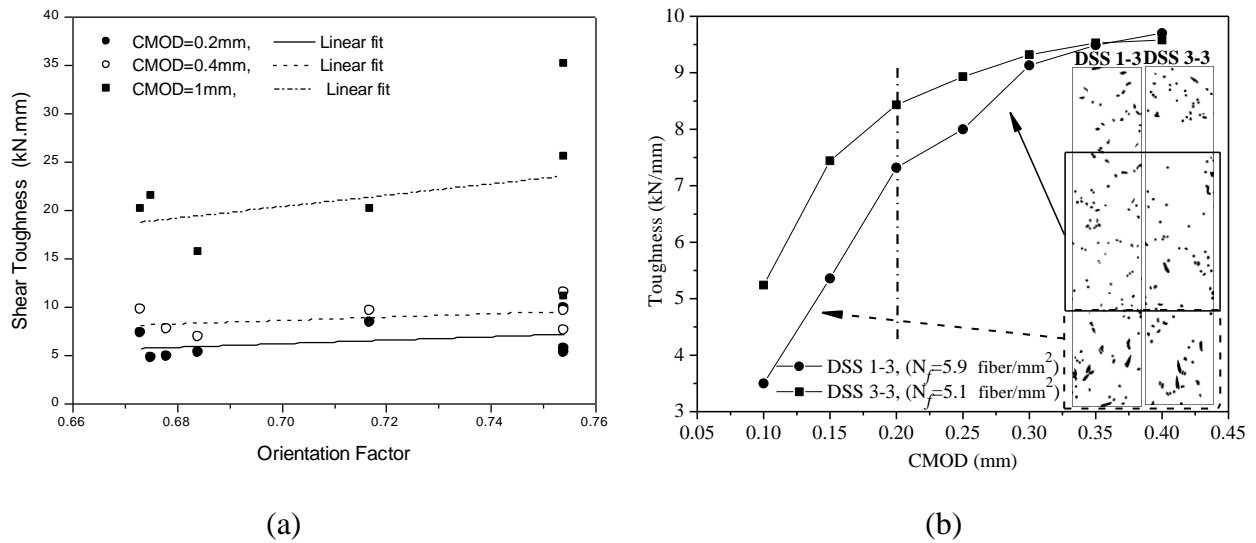 40
35
30
25
20
15
10
5
0
Shear Toughness (kN.mm)
CMOD=0.2mm, Linear fit
CMOD=0.4mm, Linear fit
CMOD=1mm, Linear fit
0.66 0.68 0.70 0.72 0.74 0.76
Orientation Factor
(a)
10
9
8
7
6
5
4
3
Toughness (kN/mm)
DSS 1-3 DSS 3-3
DSS 1-3, (N_f=5.9 fiber/mm²)
DSS 3-3, (N_f=5.1 fiber/mm²)
0.05 0.10 0.15 0.20 0.25 0.30 0.35 0.40 0.45
CMOD (mm)
(b)